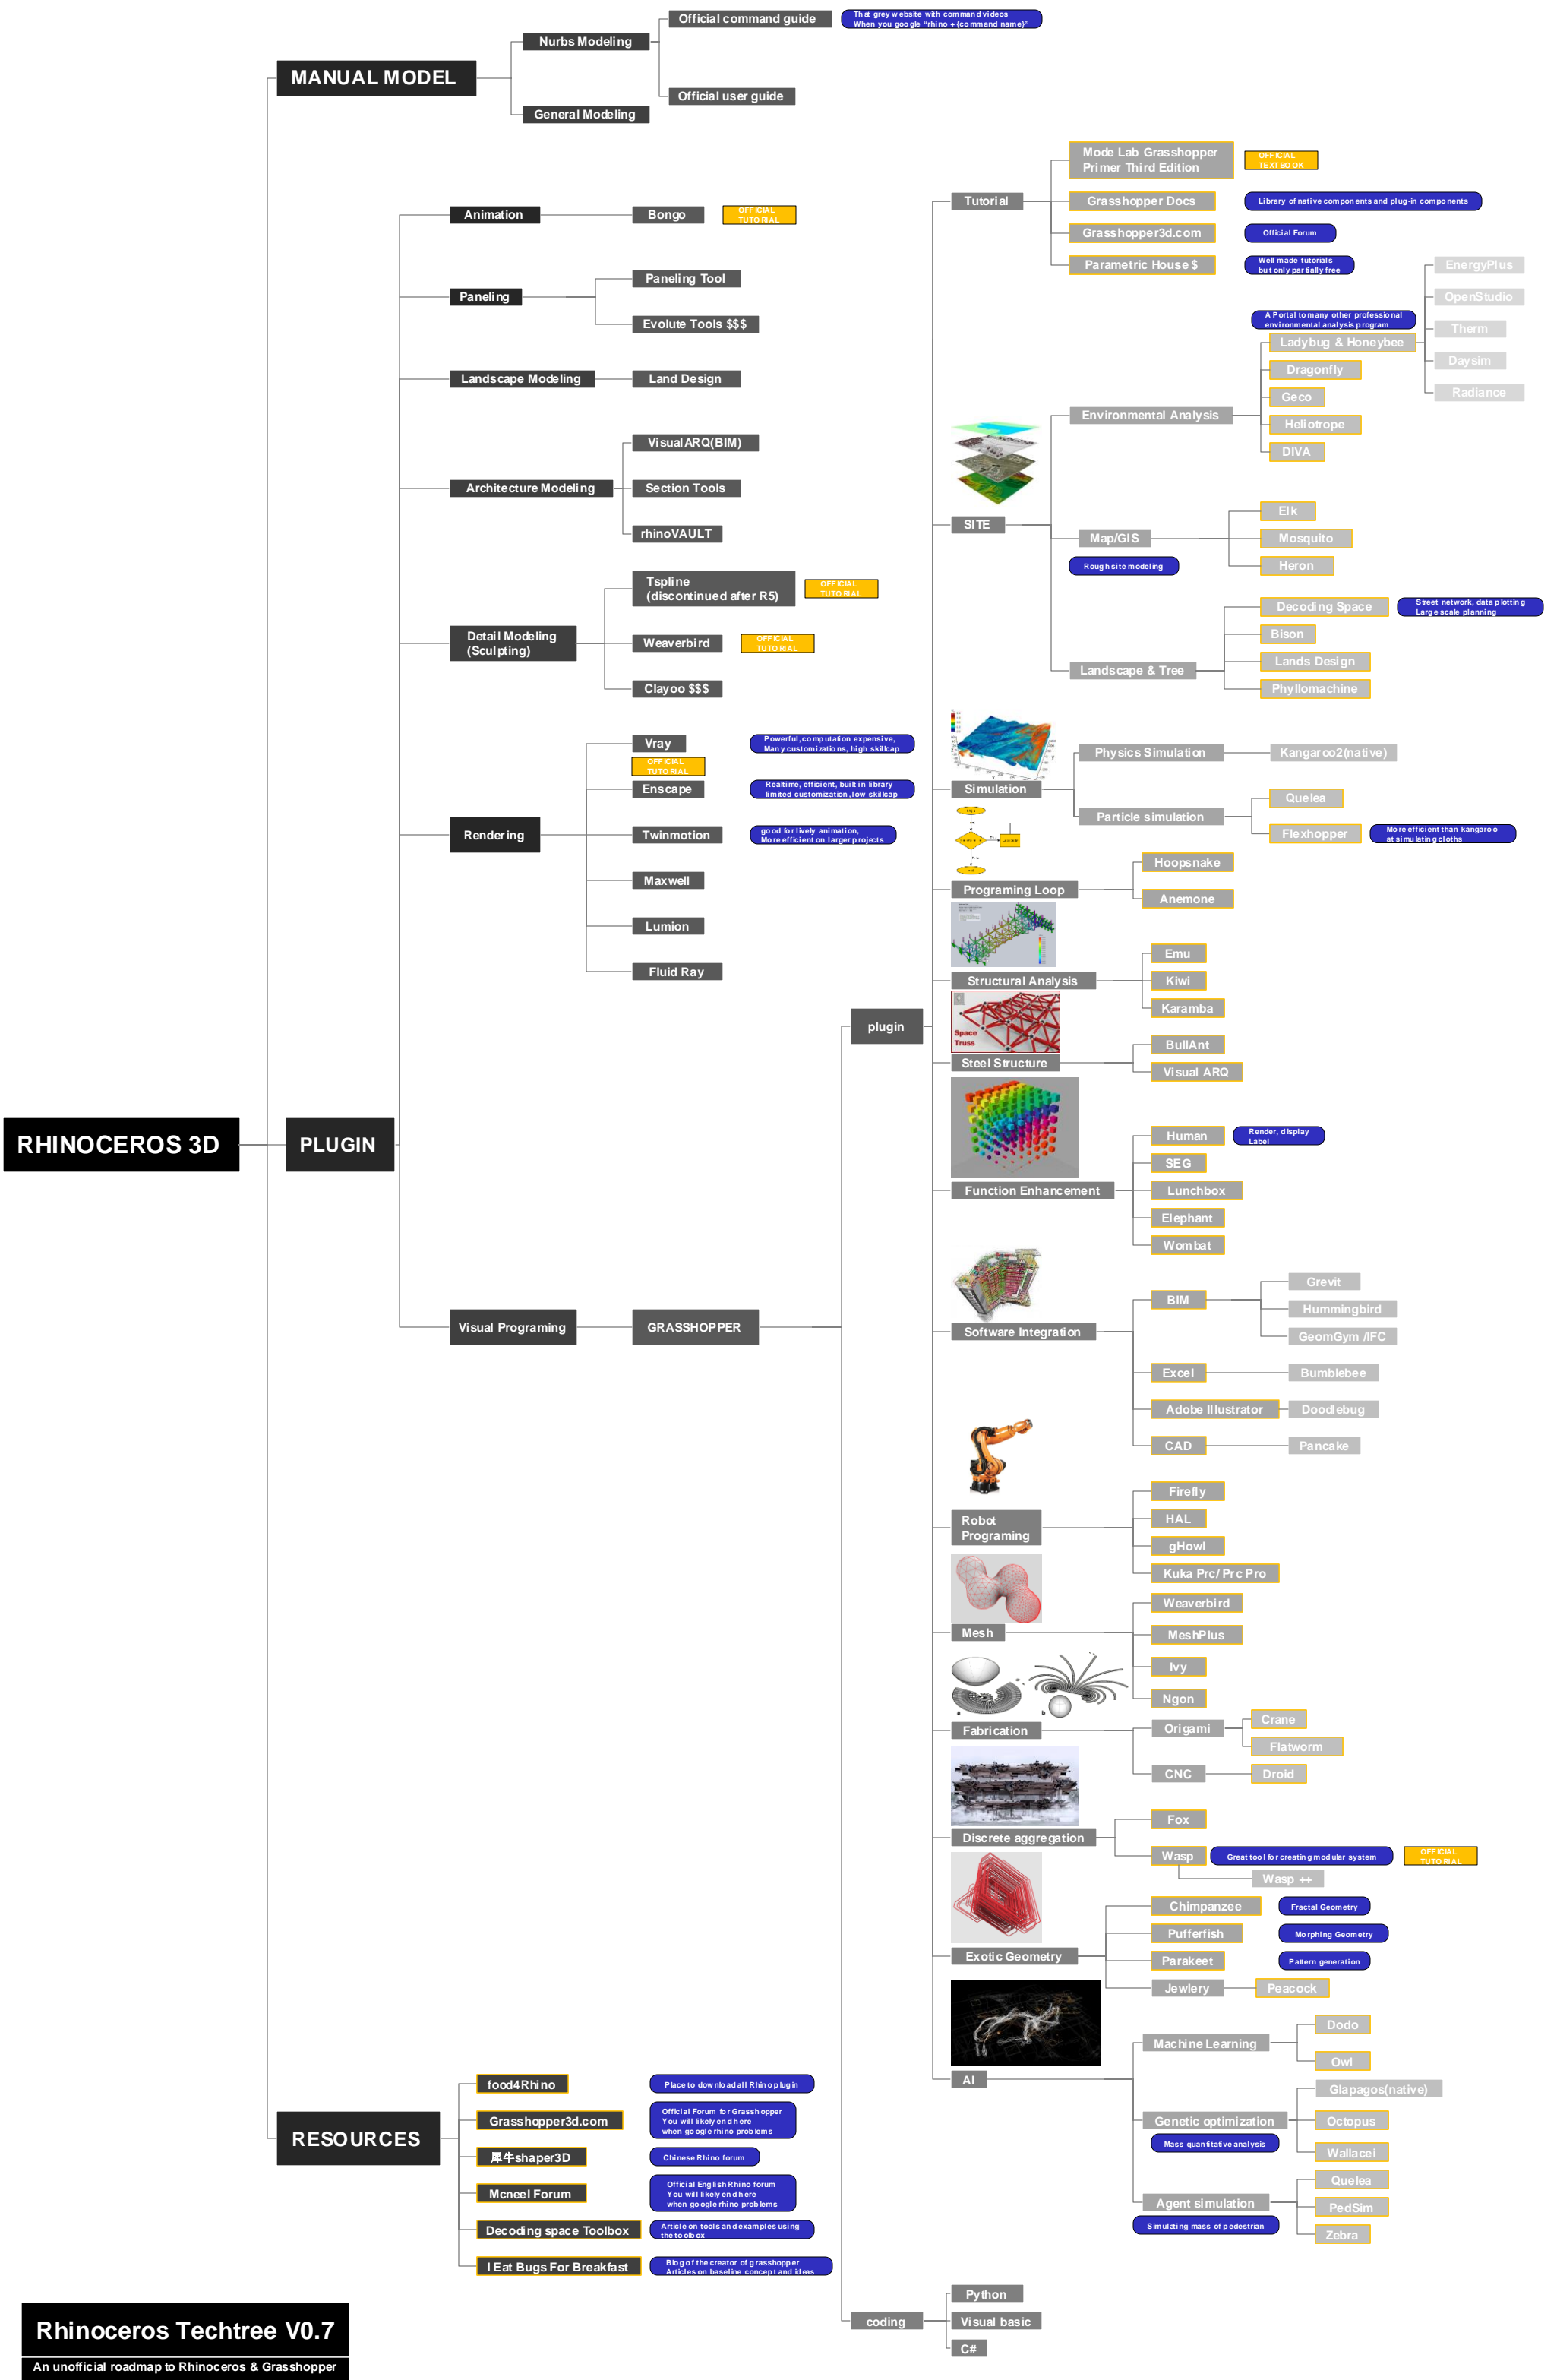 MANUAL MODEL
Nurbs Modeling
Official command guide
That grey website with command videos
When you google "rhino + {command name}"
Official user guide
General Modeling
RHINOCEROS 3D
PLUGIN
Animation
Bongo
OFFICIAL
TUTORIAL
Paneling
Paneling Tool
Evolute Tools $$$
Landscape Modeling
Land Design
Architecture Modeling
VisualARQ(BIM)
Section Tools
rhinoVAULT
Detail Modeling
(Sculpting)
Tspline
(discontinued after R5)
OFFICIAL
TUTORIAL
Weaverbird
OFFICIAL
TUTORIAL
Clayoo $$$
Rendering
Vray
OFFICIAL
TUTORIAL
Powerful,computation expensive,
Many customizations, high skillcap
Enscape
Realtime, efficient, built in library
limited customization,low skillcap
Twinmotion
good for lively animation,
More efficient on larger projects
Maxwell
Lumion
Fluid Ray
Visual Programing
GRASSHOPPER
plugin
Tutorial
Mode Lab Grasshopper
Primer Third Edition
OFFICIAL
TEXTBOOK
Grasshopper Docs
Library of native components and plug-in components
Grasshopper3d.com
Official Forum
Parametric House $
Well made tutorials
but only partially free
SITE
Environmental Analysis
A Portal to many other professional
environmental analysis program
Ladybug & Honeybee
EnergyPlus
OpenStudio
Therm
Daysim
Radiance
Dragonfly
Geco
Heliotrope
DIVA
Map/GIS
Rough site modeling
Elk
Mosquito
Heron
Landscape & Tree
Decoding Space
Street network, data plotting
Large scale planning
Bison
Lands Design
Phyllomachine
Simulation
Physics Simulation
Kangaroo2(native)
Particle simulation
Quelea
Flexhopper
More efficient than kangaroo
at simulating cloths
Programing Loop
Hoopsnake
Anemone
Structural Analysis
Emu
Kiwi
Karamba
Space
Truss
Steel Structure
BullAnt
Visual ARQ
Function Enhancement
Human
Render, display
Label
SEG
Lunchbox
Elephant
Wombat
Software Integration
BIM
Grevit
Hummingbird
GeomGym /IFC
Excel
Bumblebee
Adobe Illustrator
Doodlebug
CAD
Pancake
Robot
Programing
Firefly
HAL
gHowl
Kuka Prc/ Prc Pro
Mesh
Weaverbird
MeshPlus
Ivy
Ngon
a
b
Fabrication
Origami
Crane
Flatworm
CNC
Droid
Discrete aggregation
Fox
Wasp
Great tool for creating modular system
OFFICIAL
TUTORIAL
Wasp ++
Exotic Geometry
Chimpanzee
Fractal Geometry
Pufferfish
Morphing Geometry
Parakeet
Pattern generation
Jewlery
Peacock
AI
Machine Learning
Dodo
Owl
Genetic optimization
Mass quantitative analysis
Glapagos(native)
Octopus
Wallacei
Agent simulation
Simulating mass of pedestrian
Quelea
PedSim
Zebra
coding
Python
Visual basic
C#
RESOURCES
food4Rhino
Place to download all Rhino plugin
Grasshopper3d.com
Official Forum for Grasshopper
You will likely end here
when google rhino problems
犀牛shaper3D
Chinese Rhino forum
Mcneel Forum
Official English Rhino forum
You will likely end here
when google rhino problems
Decoding space Toolbox
Article on tools and examples using
the toolbox
I Eat Bugs For Breakfast
Blog of the creator of grasshopper
Articles on baseline concept and ideas
Rhinoceros Techtree V0.7
An unofficial roadmap to Rhinoceros & Grasshopper